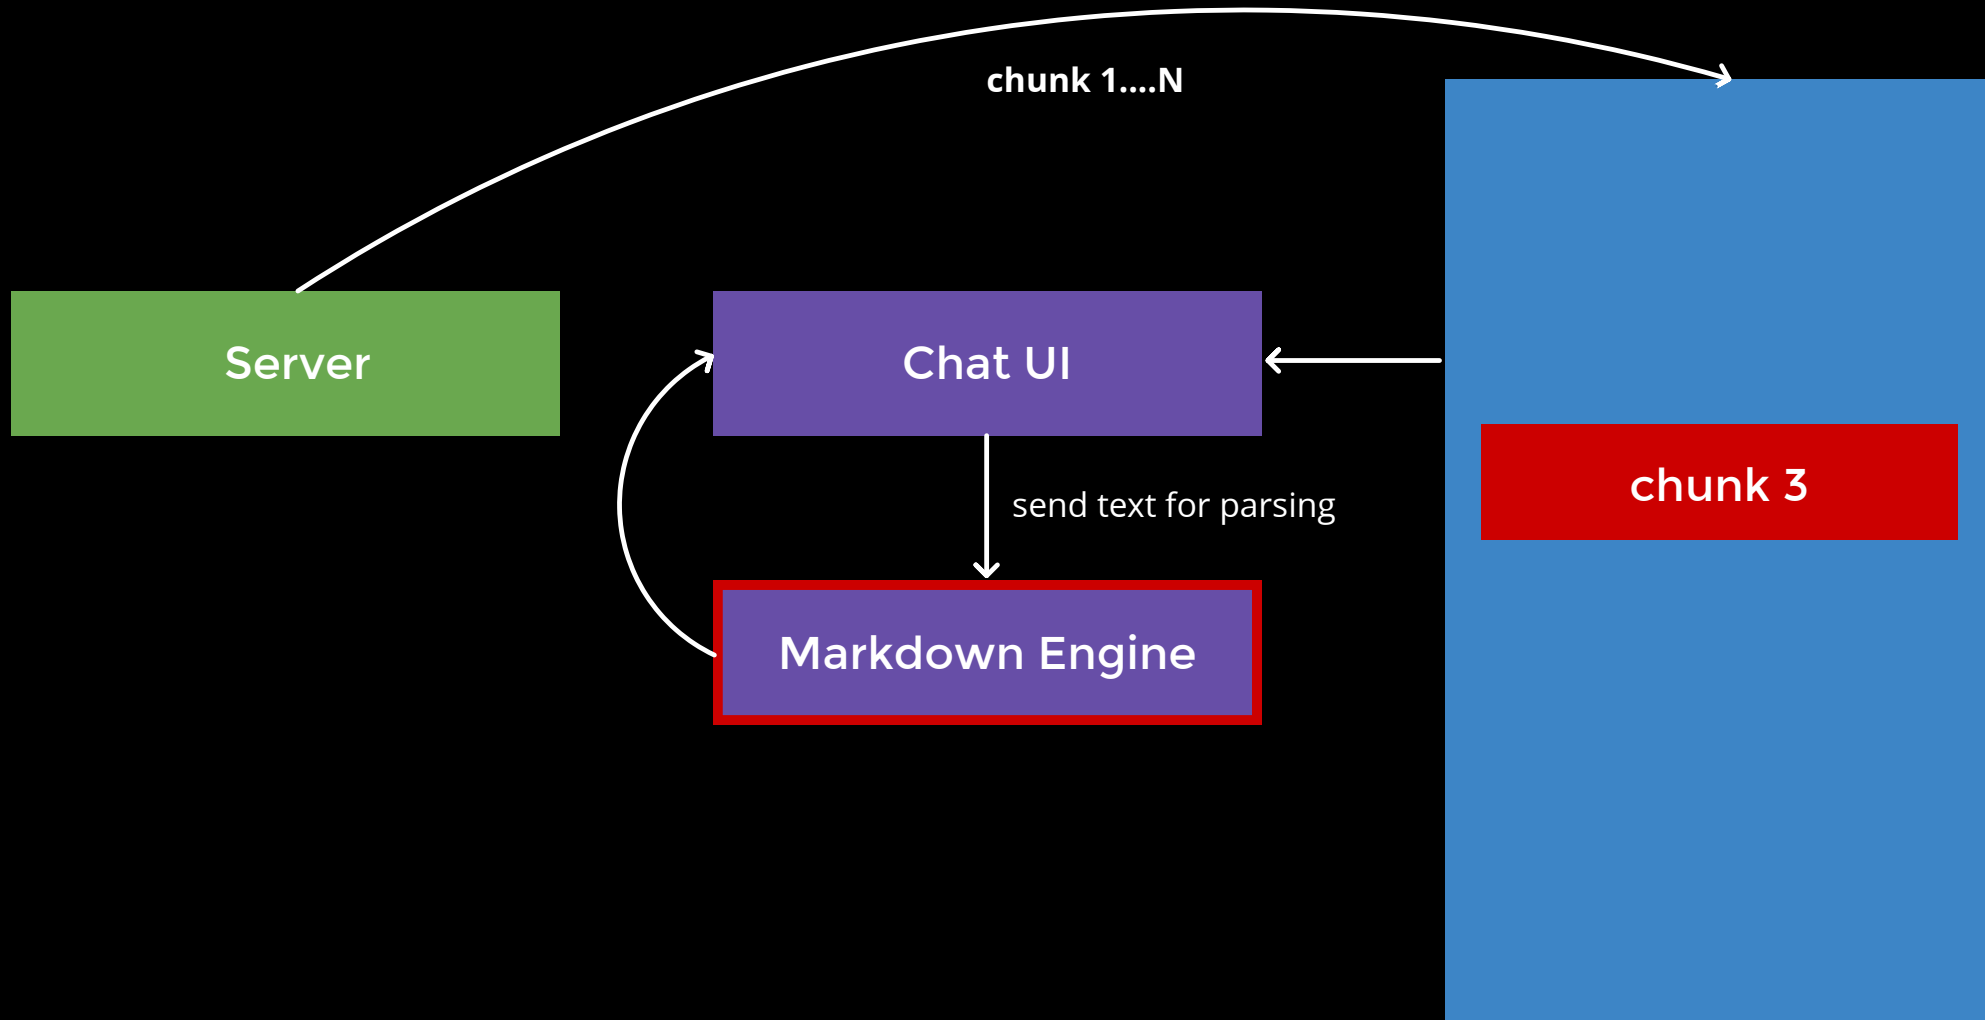 chunk 1....N
Server
Chat UI
chunk 3
send text for parsing
Markdown Engine